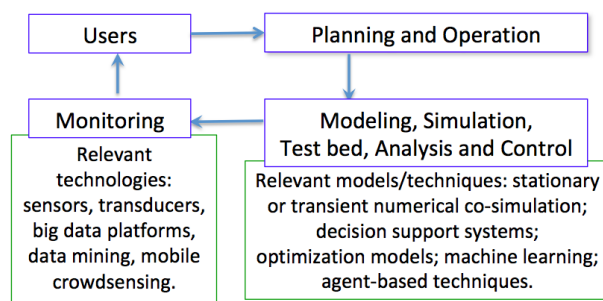 Users
Planning and Operation
Monitoring
Modeling, Simulation,
Test bed, Analysis and Control
Relevant
technologies:
sensors, transducers,
big data platforms,
data mining, mobile
crowdsensing.
Relevant models/techniques: stationary
or transient numerical co-simulation;
decision support systems;
optimization models; machine learning;
agent-based techniques.